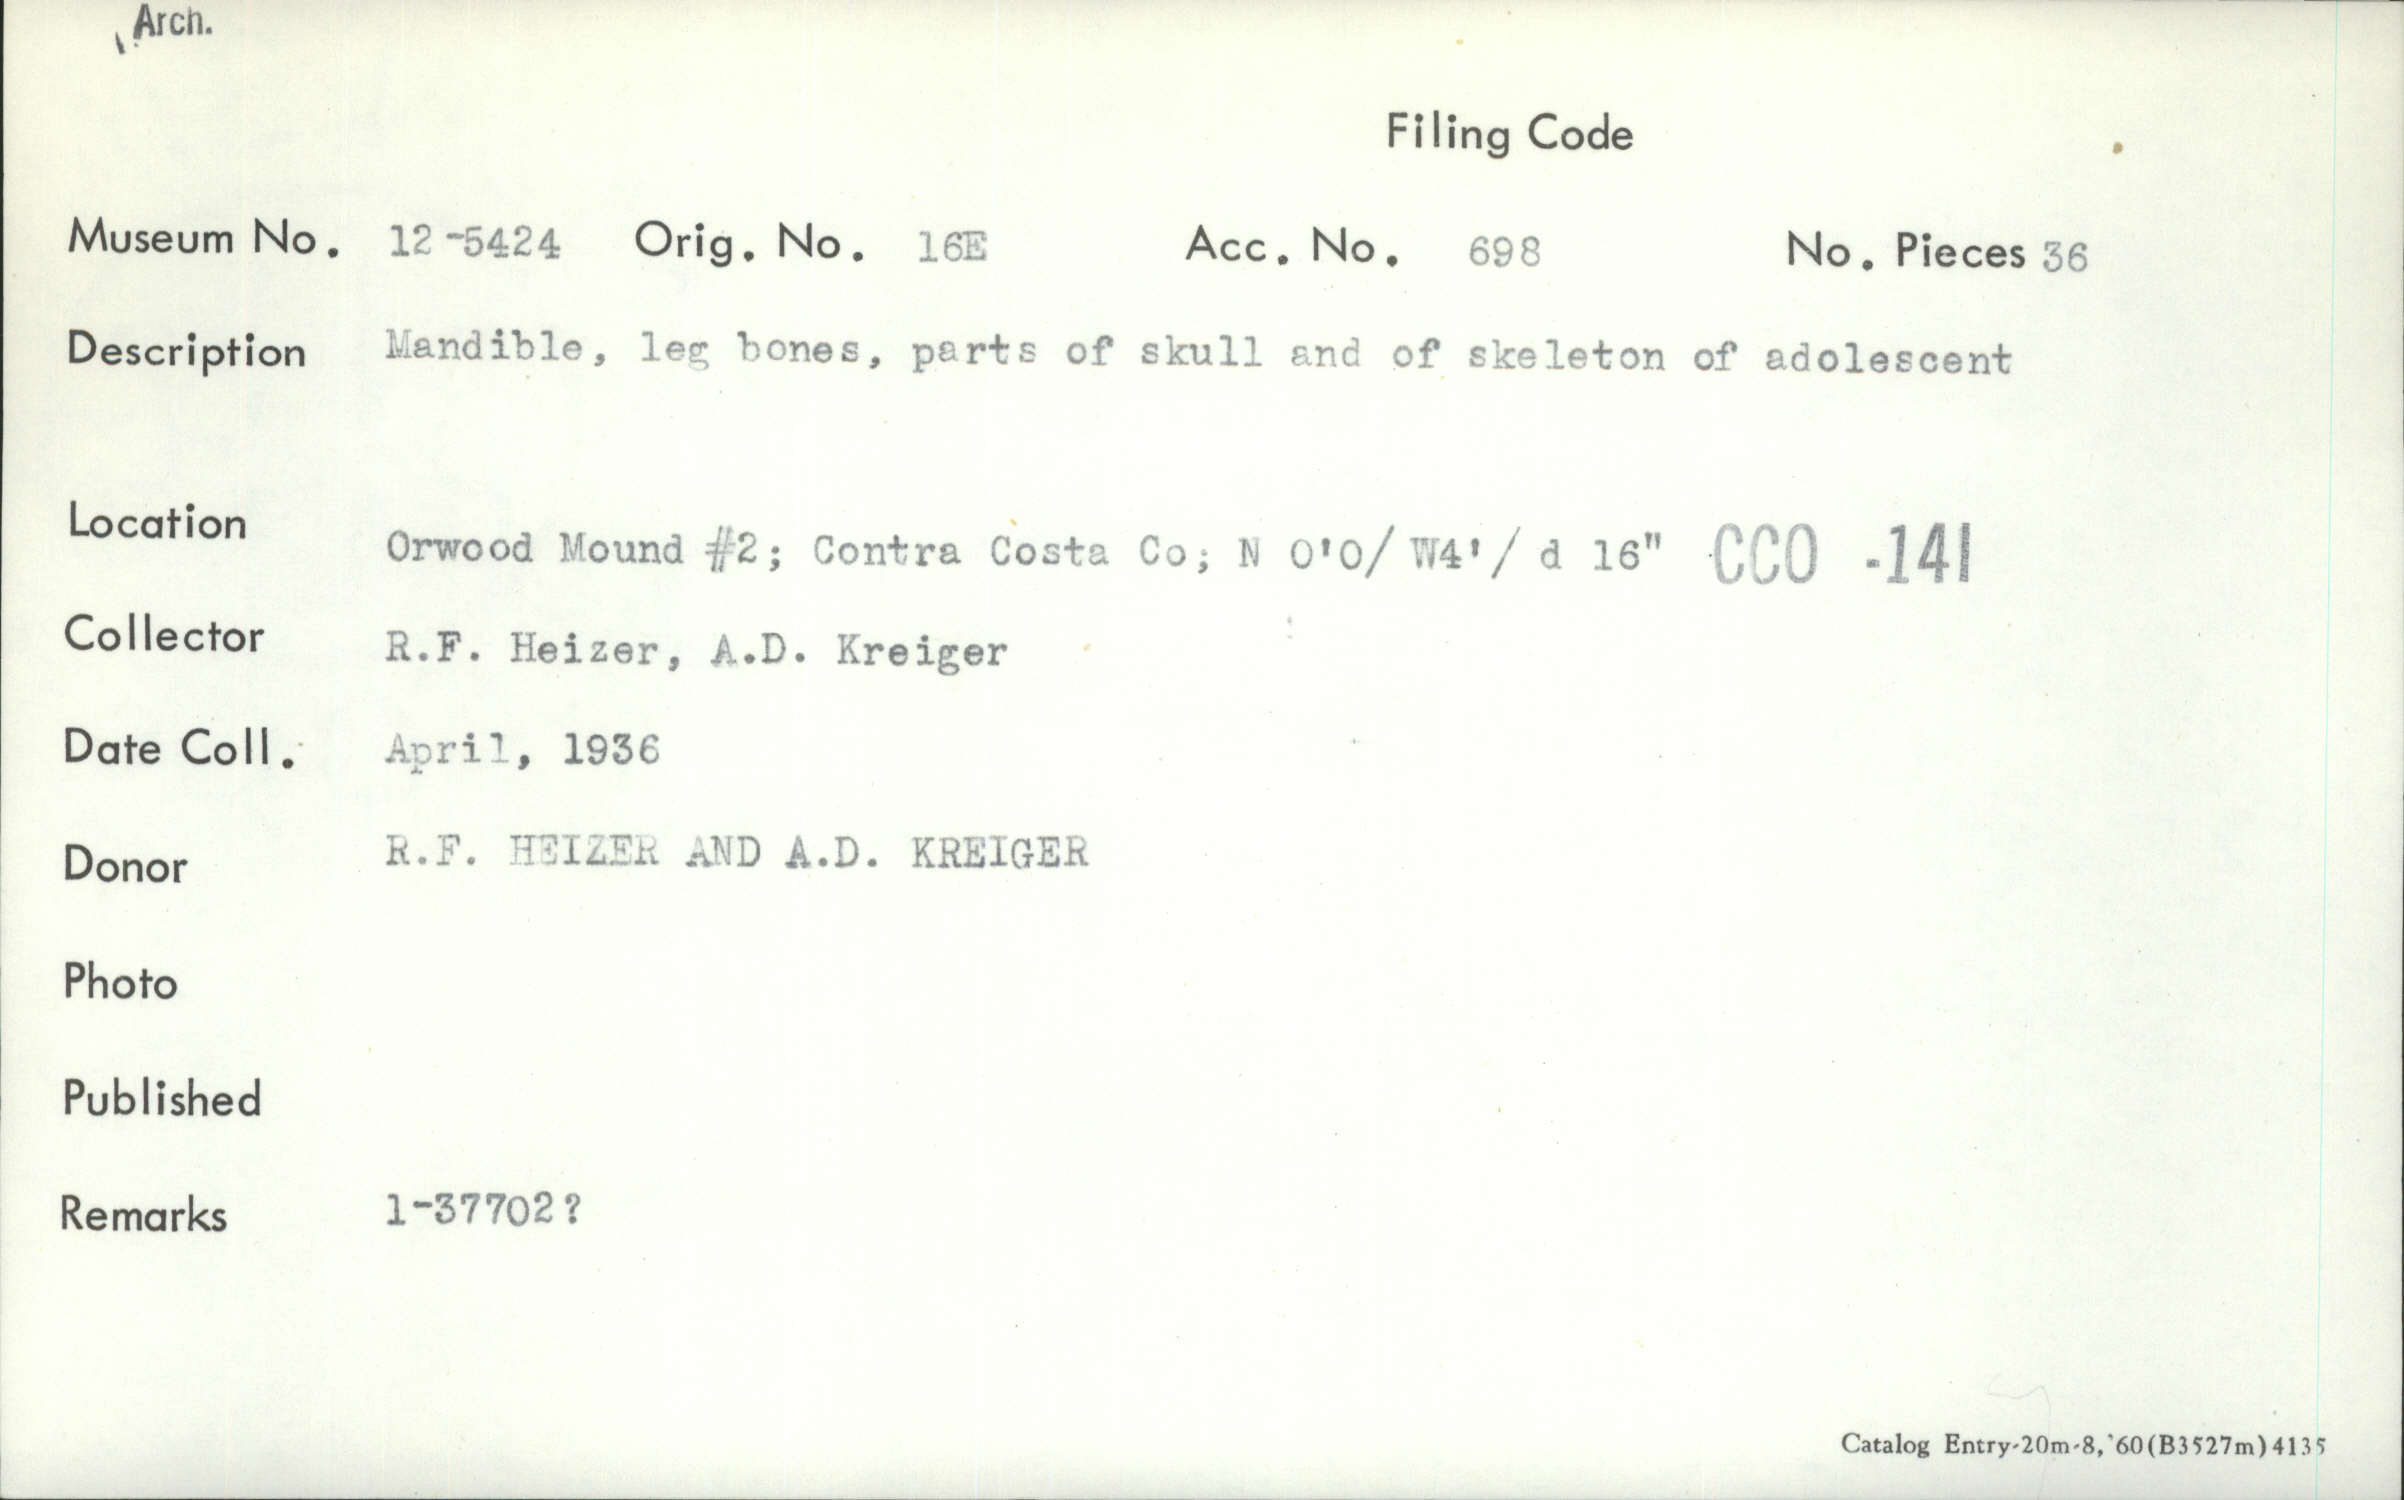 Arch.
Filing Code
Museum No. 12-5424 Orig. No. 16E Acc. No. 698 No. Pieces 36
Description Mandible, leg bones, parts of skull and of skeleton of adolescent
Location Orwood Mound #2; Contra Costa Co; N 0'0/ W4'/ d 16" CCO -141
Collector R.F. Heizer, A.D. Kreiger
Date Coll. April, 1936
Donor R.F. HEIZER AND A.D. KREIGER
Photo
Published
Remarks 1-37702?
Catalog Entry-20m-8,'60(B3527m)4135